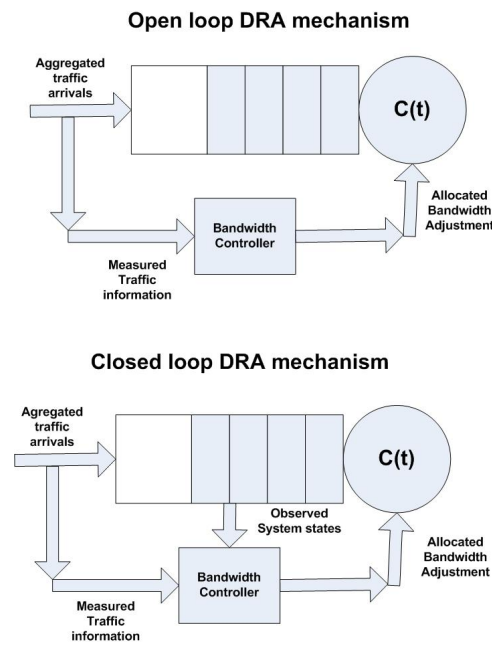 Open loop DRA mechanism
Aggregated
traffic
arrivals
C(t)
Allocated
Bandwidth
Adjustment
Bandwidth
Controller
Measured
Traffic
information
Closed loop DRA mechanism
Agregated
traffic
arrivals
C(t)
Observed
System states
Allocated
Bandwidth
Adjustment
Bandwidth
Controller
Measured
Traffic
information